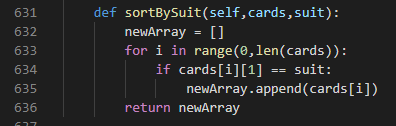 631 def sortBySuit(self,cards,suit):
632 newArray = []
633 for i in range(0,len(cards)):
634 if cards[i][1] == suit:
635 newArray.append(cards[i])
636 return newArray